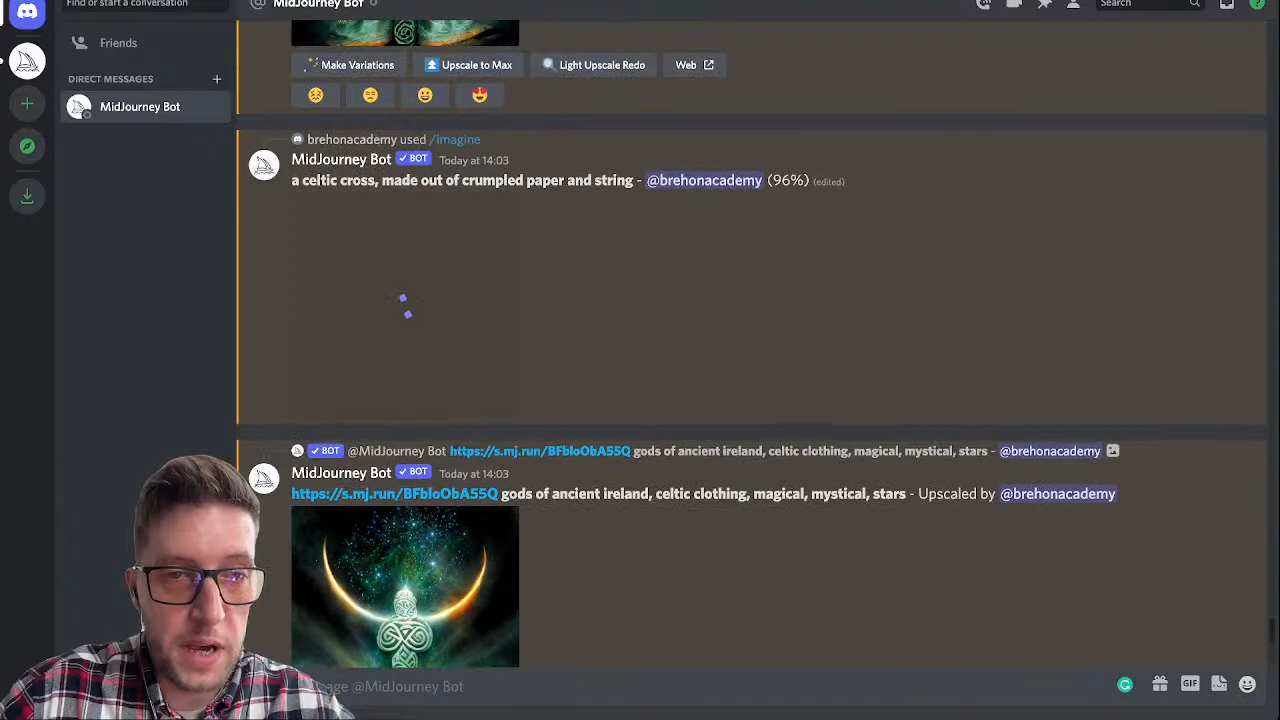 Find or start a conversation
MidJourney Bot
Search
Friends
DIRECT MESSAGES
MidJourney Bot
Make Variations
Upscale to Max
Light Upscale Redo
Web
brehonacademy used /imagine
MidJourney Bot ✓ BOT Today at 14:03
a celtic cross, made out of crumpled paper and string - @brehonacademy (96%) (edited)
✓ BOT @MidJourney Bot https://s.mj.run/BFbIoObA55Q gods of ancient ireland, celtic clothing, magical, mystical, stars - @brehonacademy
MidJourney Bot ✓ BOT Today at 14:03
https://s.mj.run/BFbIoObA55Q gods of ancient ireland, celtic clothing, magical, mystical, stars - Upscaled by @brehonacademy
@MidJourney Bot
GIF